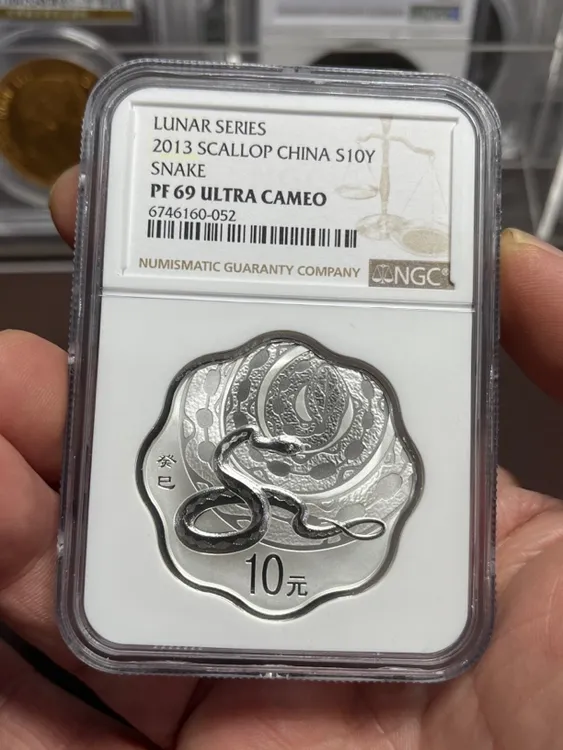 LUNAR SERIES
2013 SCALLOP CHINA S10Y
SNAKE
PF 69 ULTRA CAMEO
6746160-052
NUMISMATIC GUARANTY COMPANY NGC®
癸
巳
10元